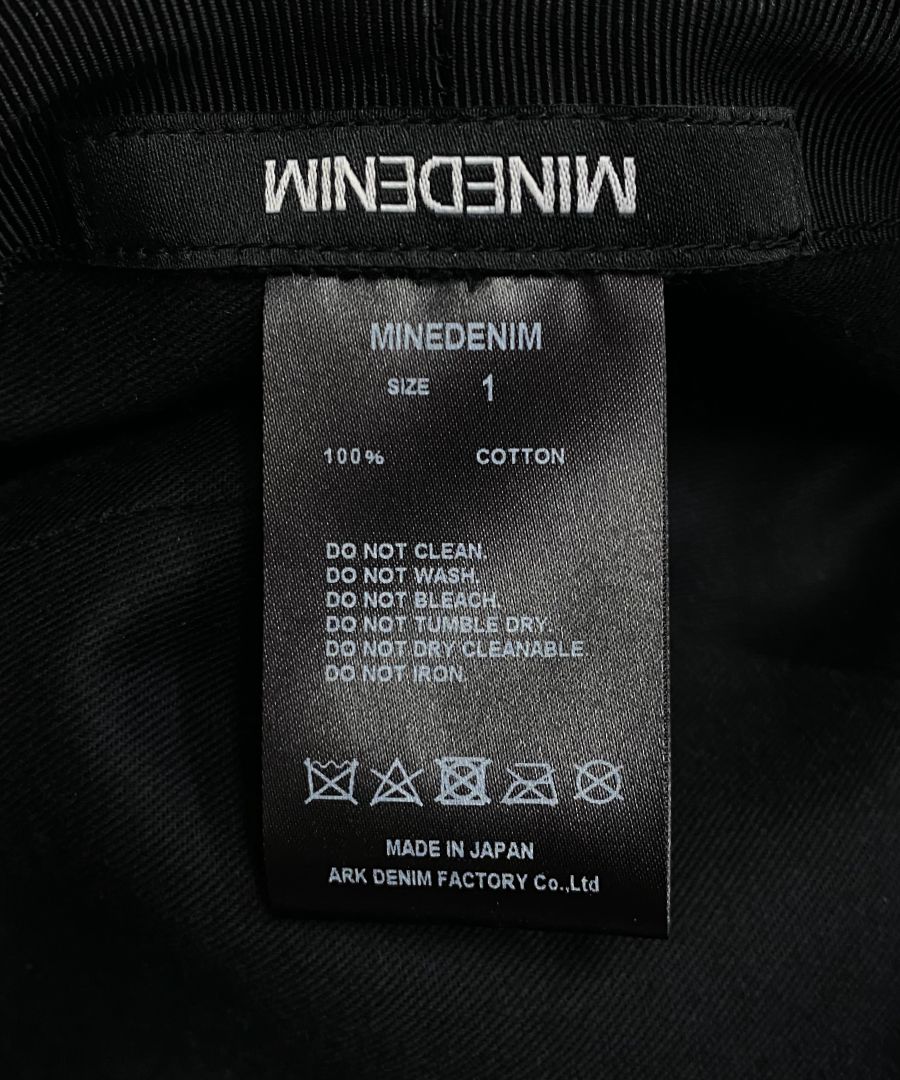 MINEDENIM
MINEDENIM
SIZE 1
100% COTTON
DO NOT CLEAN.
DO NOT WASH.
DO NOT BLEACH.
DO NOT TUMBLE DRY.
DO NOT DRY CLEANABLE.
DO NOT IRON.
MADE IN JAPAN
ARK DENIM FACTORY Co.,Ltd